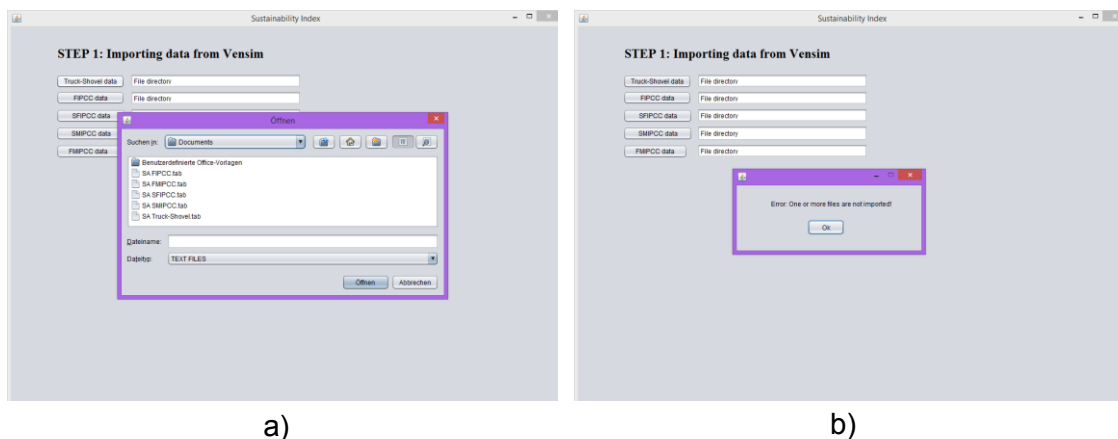 Sustainability Index
STEP 1: Importing data from Vensim
Truck-Shovel data File directory
FIPCC data File directory
SFIPCC data
SMIPCC data
FMIPCC data
Öffnen
Suchen in: Documents
Benutzerdefinierte Office-Vorlagen
SA FIPCC.tab
SA FMIPCC.tab
SA SFIPCC.tab
SA SMIPCC.tab
SA Truck-Shovel.tab
Dateiname:
Dateityp: TEXT FILES
Öffnen Abbrechen
a)
Sustainability Index
STEP 1: Importing data from Vensim
Truck-Shovel data File directory
FIPCC data File directory
SFIPCC data File directory
SMIPCC data File directory
FMIPCC data File directory
Error: One or more files are not imported!
Ok
b)